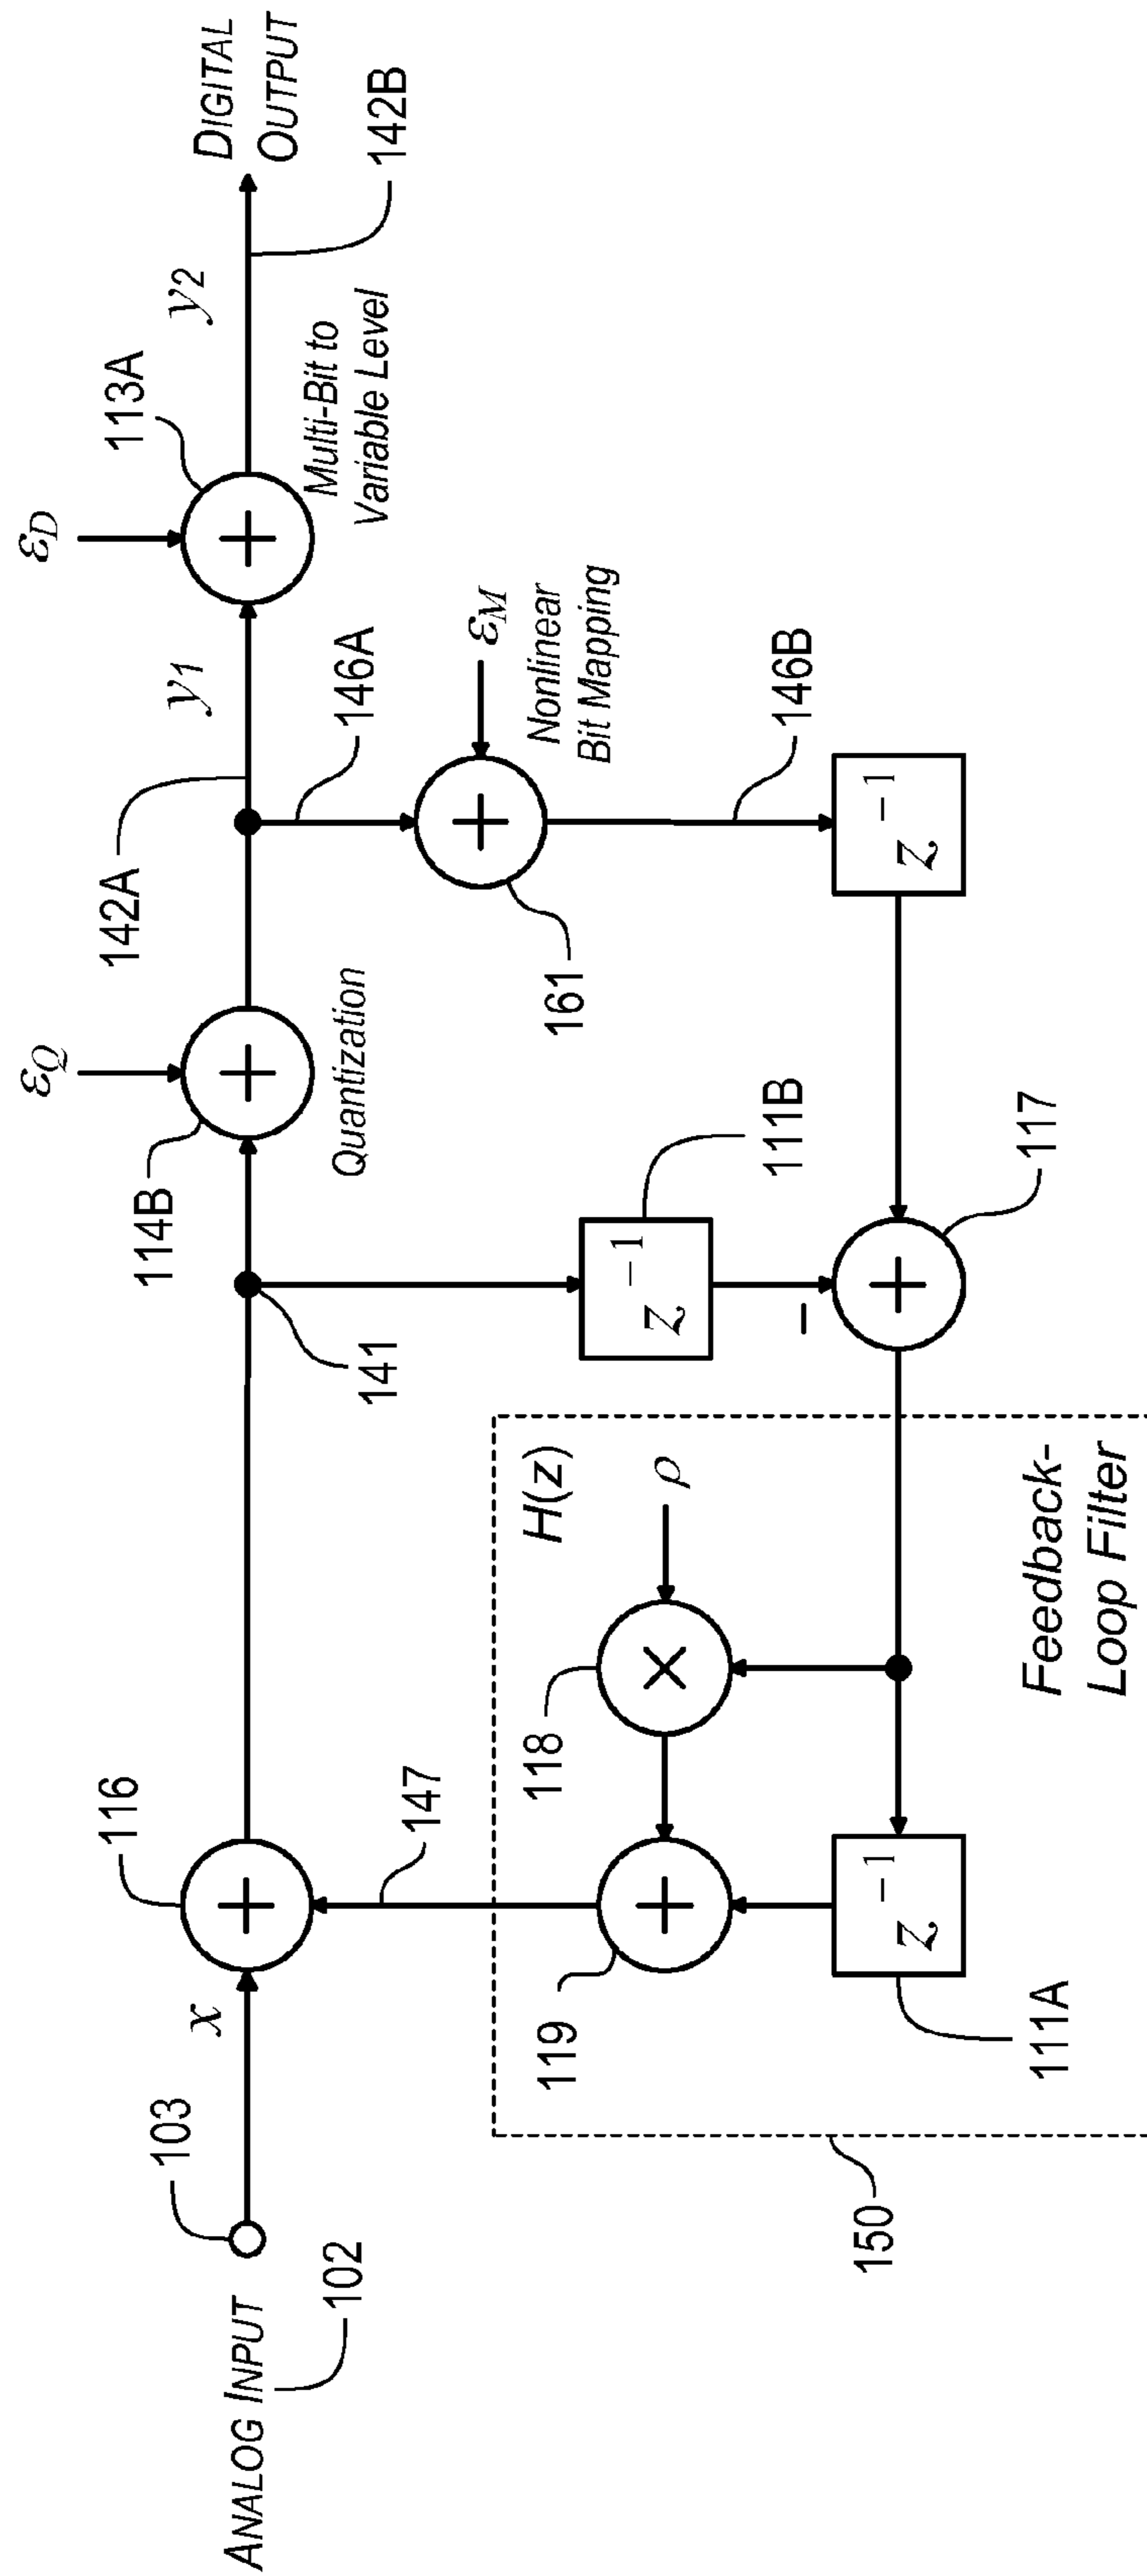 ANALOG INPUT
102
103
x
116
147
141
εQ
114B
Quantization
142A
y1
146A
εD
113A
Multi-Bit to
Variable Level
y2
142B
DIGITAL
OUTPUT
εM
Nonlinear
Bit Mapping
161
146B
z −1
z −1
111B
−
117
H(z)
ρ
118
119
z −1
111A
150
Feedback-
Loop Filter